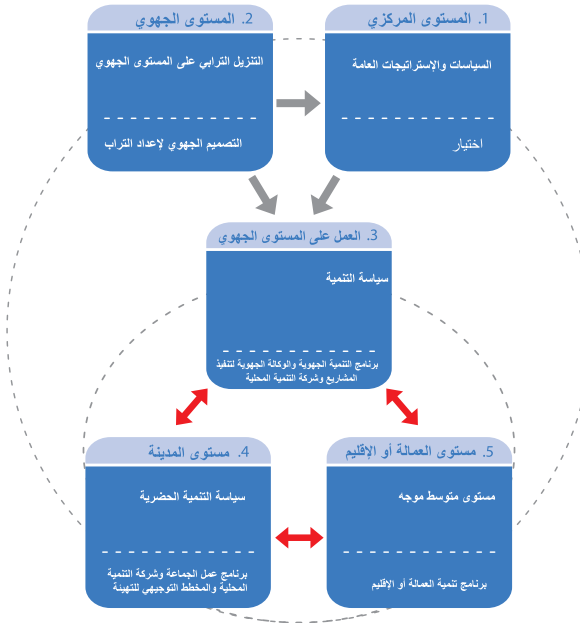 1. المستوى المركزي
السياسات والإستراتيجات العامة
اختيار
2. المستوى الجهوي
التنزيل الترابي على المستوى الجهوي
التصميم الجهوي لإعداد التراب
3. العمل على المستوى الجهوي
سياسة التنمية
برنامج التنمية الجهوية والوكالة الجهوية لتنفيذ
المشاريع وشركة التنمية المحلية
4. مستوى المدينة
سياسة التنمية الحضرية
برنامج عمل الجماعة وشركة التنمية
المحلية والمخطط التوجيهي للتهيئة
5. مستوى العمالة أو الإقليم
مستوى متوسط موجه
برنامج تنمية العمالة أو الإقليم